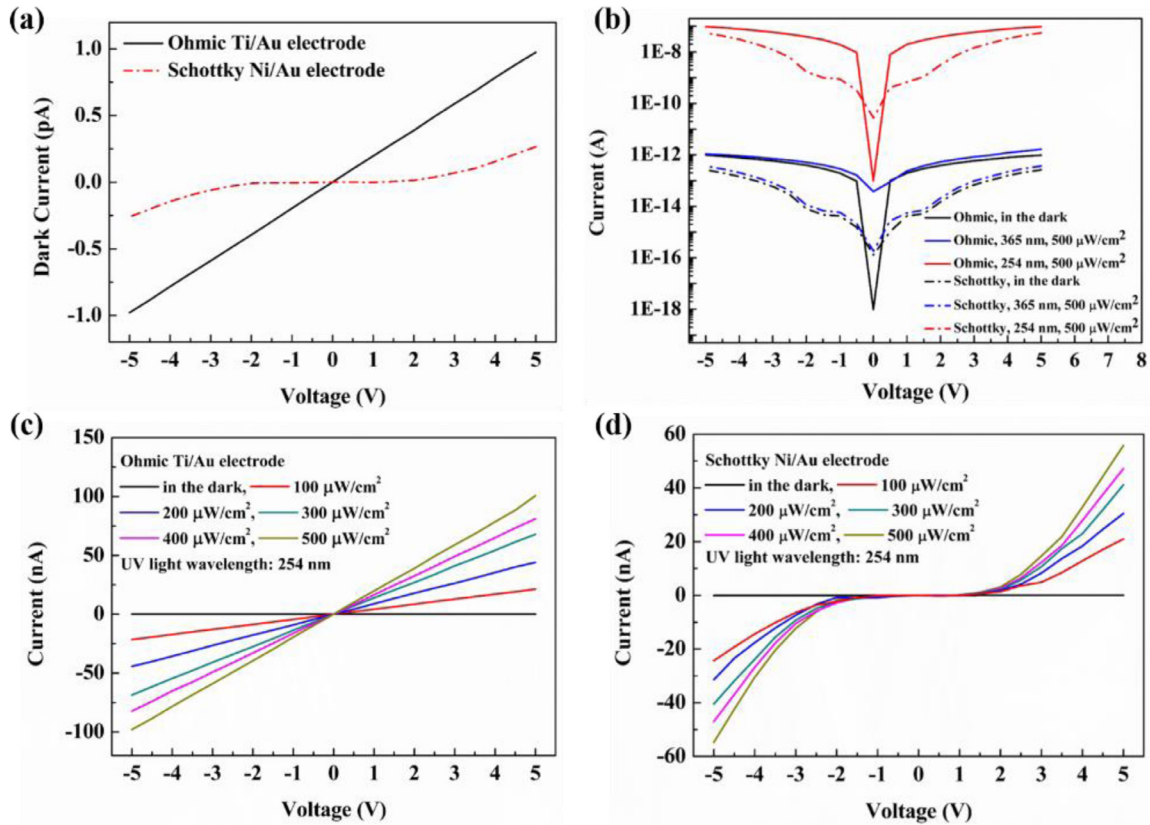 (a)
Ohmic Ti/Au electrode
Schottky Ni/Au electrode
Dark Current (pA)
1.0
0.5
0.0
-0.5
-1.0
-5 -4 -3 -2 -1 0 1 2 3 4 5
Voltage (V)
(b)
Current (A)
1E-8
1E-10
1E-12
1E-14
1E-16
1E-18
Ohmic, in the dark
Ohmic, 365 nm, 500 μW/cm²
Ohmic, 254 nm, 500 μW/cm²
Schottky, in the dark
Schottky, 365 nm, 500 μW/cm²
Schottky, 254 nm, 500 μW/cm²
-5 -4 -3 -2 -1 0 1 2 3 4 5 6 7 8
Voltage (V)
(c)
Current (nA)
150
100
50
0
-50
-100
Ohmic Ti/Au electrode
in the dark, 100 μW/cm²
200 μW/cm², 300 μW/cm²
400 μW/cm², 500 μW/cm²
UV light wavelength: 254 nm
-5 -4 -3 -2 -1 0 1 2 3 4 5
Voltage (V)
(d)
Current (nA)
60
40
20
0
-20
-40
-60
Schottky Ni/Au electrode
in the dark, 100 μW/cm²
200 μW/cm², 300 μW/cm²
400 μW/cm², 500 μW/cm²
UV light wavelength: 254 nm
-5 -4 -3 -2 -1 0 1 2 3 4 5
Voltage (V)